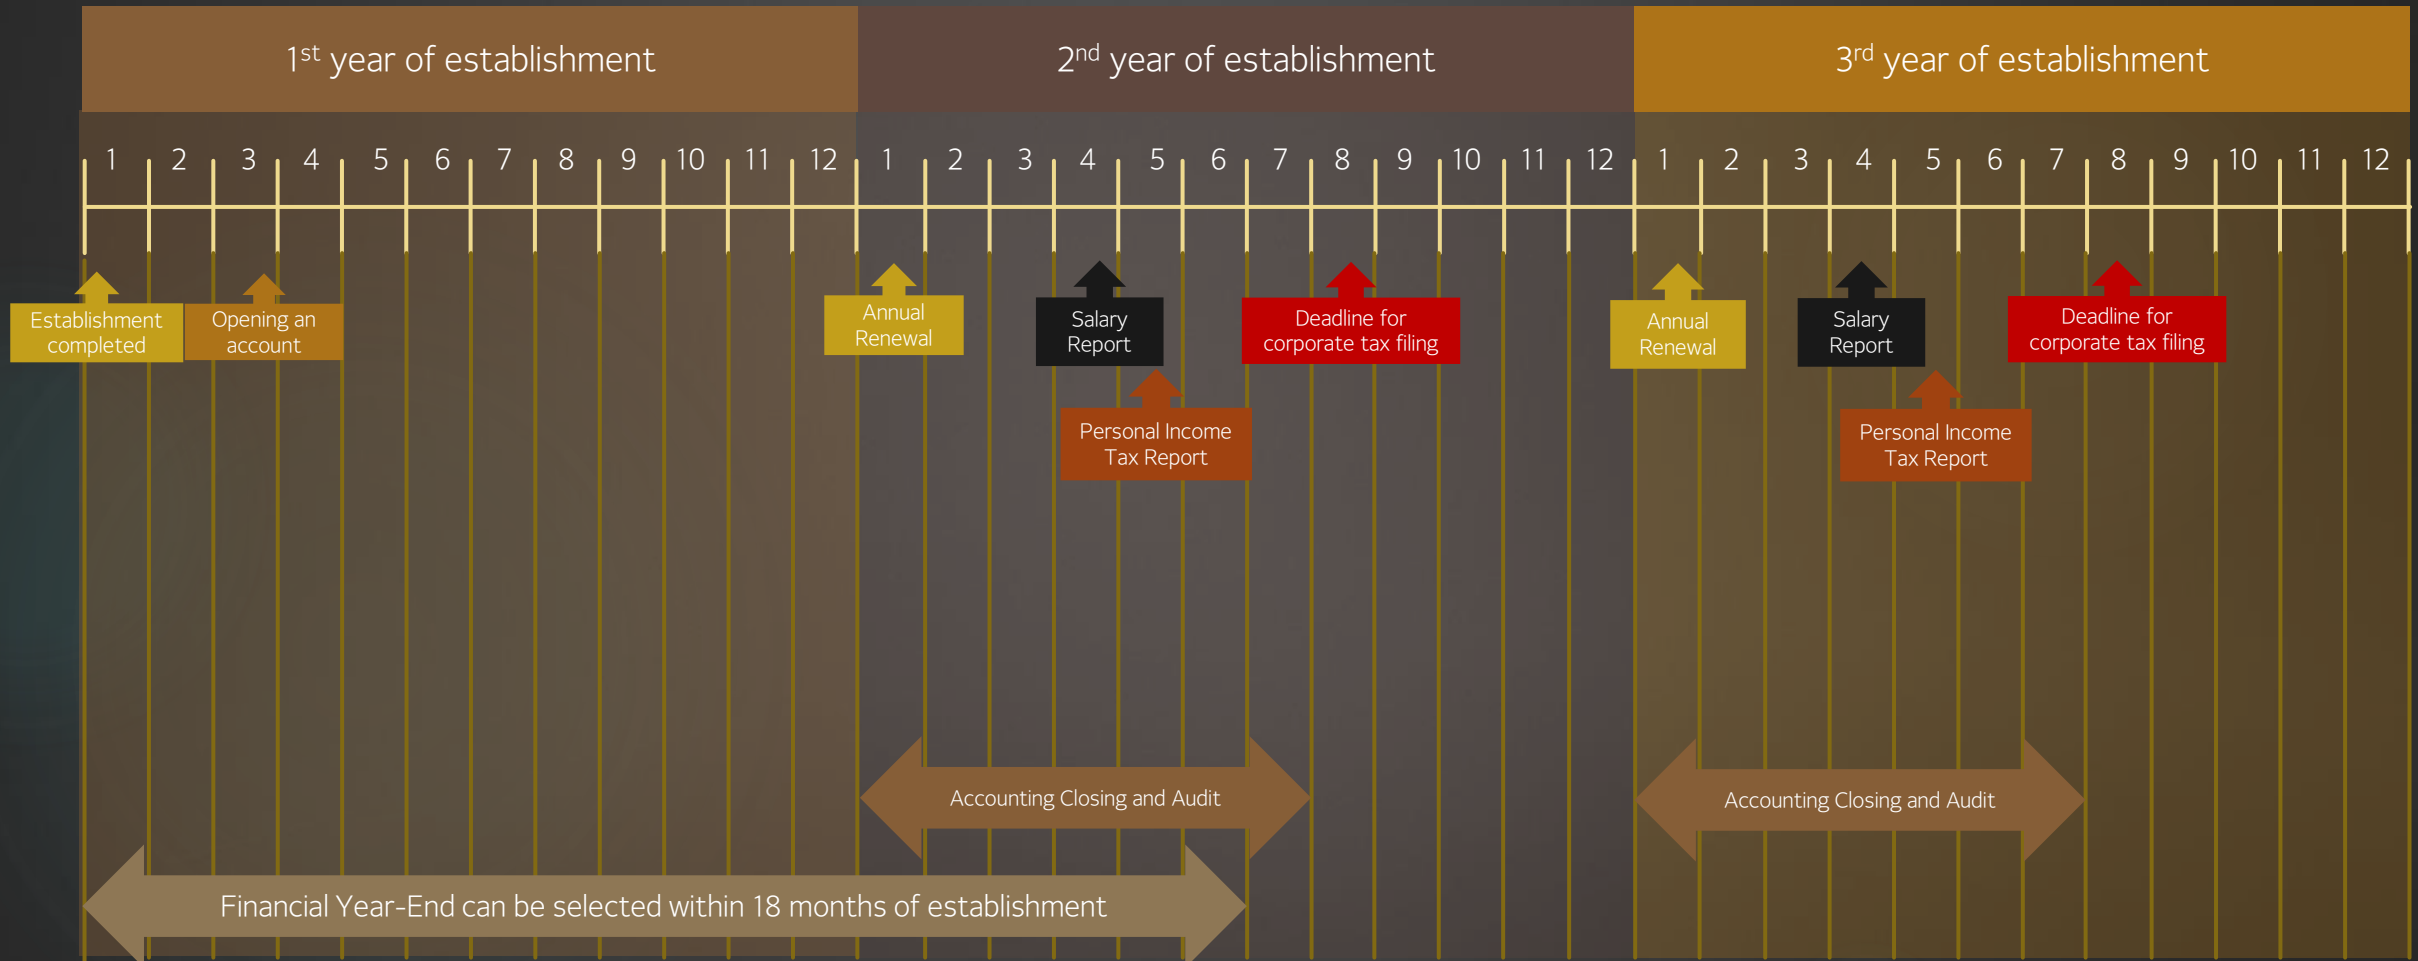 1st year of establishment
2nd year of establishment
3rd year of establishment
1 2 3 4 5 6 7 8 9 10 11 12 1 2 3 4 5 6 7 8 9 10 11 12 1 2 3 4 5 6 7 8 9 10 11 12
Establishment
completed
Opening an
account
Annual
Renewal
Salary
Report
Personal Income
Tax Report
Deadline for
corporate tax filing
Annual
Renewal
Salary
Report
Personal Income
Tax Report
Deadline for
corporate tax filing
Accounting Closing and Audit
Accounting Closing and Audit
Financial Year-End can be selected within 18 months of establishment